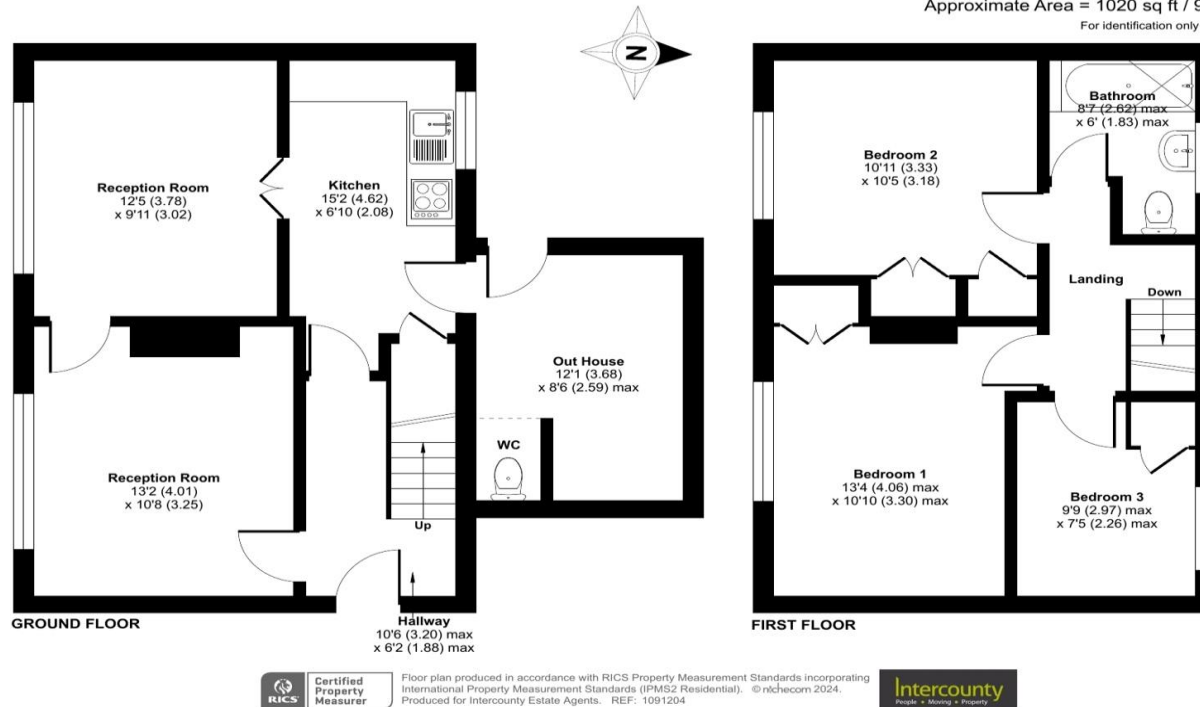 Approximate Area = 1020 sq ft / 9
For identification only
N
Reception Room
12'5 (3.78)
x 9'11 (3.02)
Kitchen
15'2 (4.62)
x 6'10 (2.08)
Out House
12'1 (3.68)
x 8'6 (2.59) max
WC
Reception Room
13'2 (4.01)
x 10'8 (3.25)
Up
Hallway
10'6 (3.20) max
x 6'2 (1.88) max
GROUND FLOOR
Bathroom
8'7 (2.62) max
x 6' (1.83) max
Bedroom 2
10'11 (3.33)
x 10'5 (3.18)
Landing
Down
Bedroom 1
13'4 (4.06) max
x 10'10 (3.30) max
Bedroom 3
9'9 (2.97) max
x 7'5 (2.26) max
FIRST FLOOR
RICS
Certified
Property
Measurer
Floor plan produced in accordance with RICS Property Measurement Standards incorporating
International Property Measurement Standards (IPMS2 Residential). © nichecom 2024.
Produced for Intercounty Estate Agents. REF: 1091204
Intercounty
People • Moving • Property